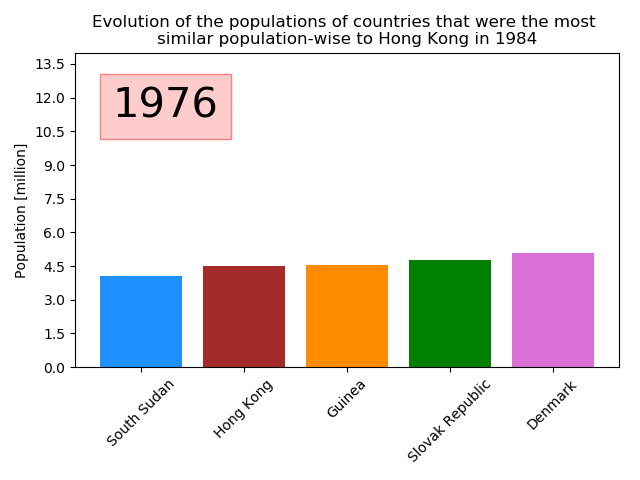 Evolution of the populations of countries that were the most
similar population-wise to Hong Kong in 1984
1976
Population [million]
13.5
12.0
10.5
9.0
7.5
6.0
4.5
3.0
1.5
0.0
South Sudan
Hong Kong
Guinea
Slovak Republic
Denmark